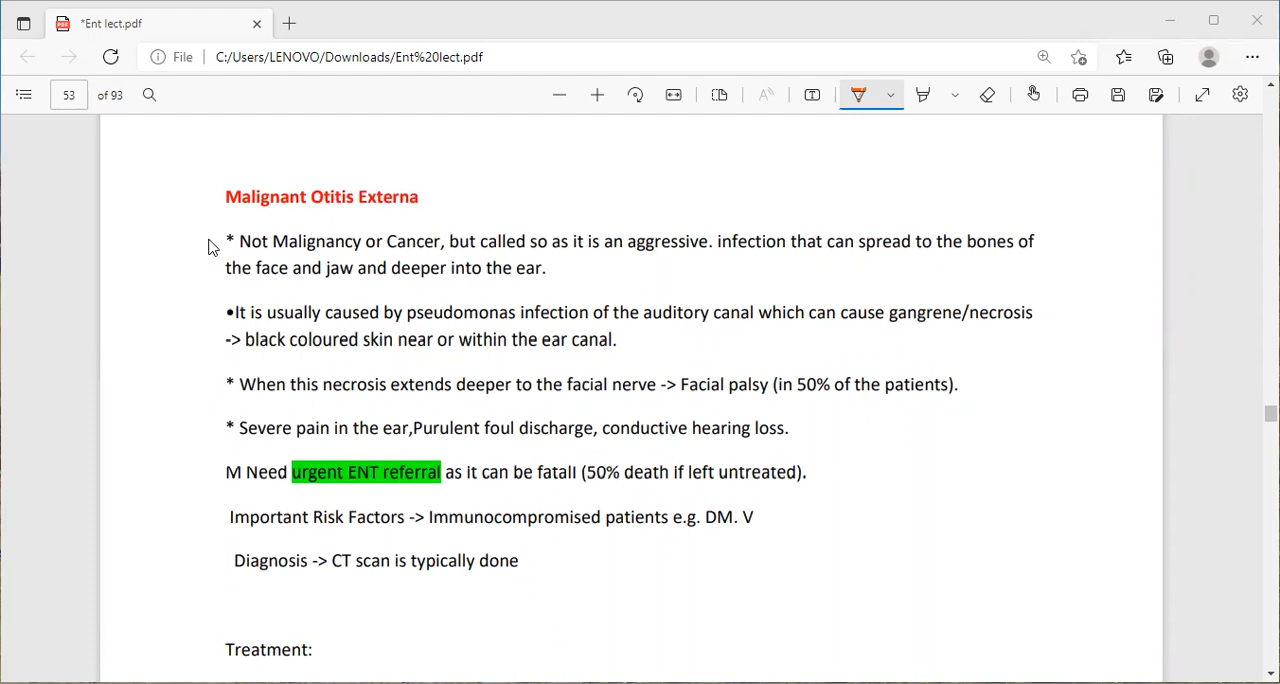 *Ent lect.pdf
File C:/Users/LENOVO/Downloads/Ent%20lect.pdf
53 of 93
Malignant Otitis Externa
* Not Malignancy or Cancer, but called so as it is an aggressive. infection that can spread to the bones of
the face and jaw and deeper into the ear.
•It is usually caused by pseudomonas infection of the auditory canal which can cause gangrene/necrosis
-> black coloured skin near or within the ear canal.
* When this necrosis extends deeper to the facial nerve -> Facial palsy (in 50% of the patients).
* Severe pain in the ear,Purulent foul discharge, conductive hearing loss.
M Need urgent ENT referral as it can be fatalI (50% death if left untreated).
Important Risk Factors -> Immunocompromised patients e.g. DM. V
Diagnosis -> CT scan is typically done
Treatment: